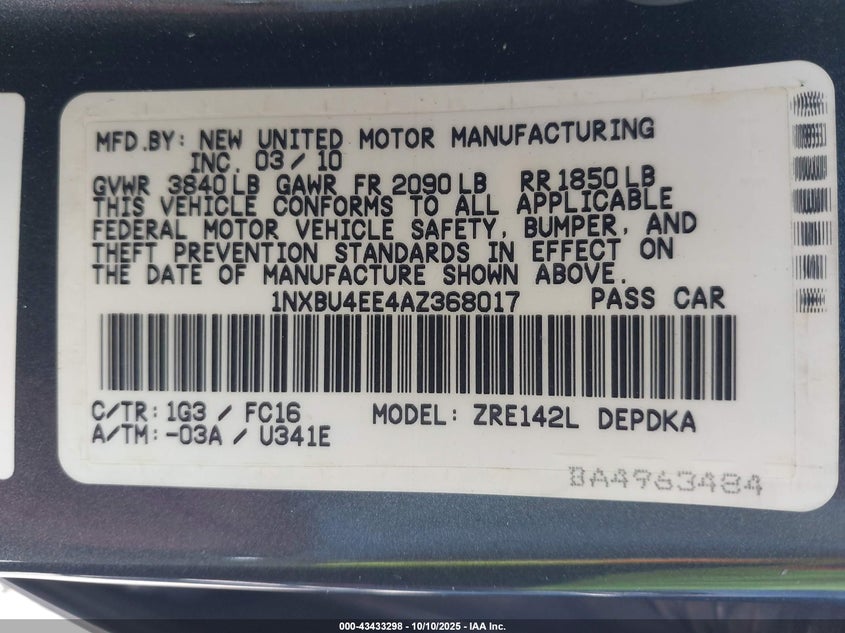 MFD.BY: NEW UNITED MOTOR MANUFACTURING
INC. 03/10
GVWR 3840LB GAWR FR 2090LB RR1850LB
THIS VEHICLE CONFORMS TO ALL APPLICABLE
FEDERAL MOTOR VEHICLE SAFETY, BUMPER, AND
THEFT PREVENTION STANDARDS IN EFFECT ON
THE DATE OF MANUFACTURE SHOWN ABOVE.
1NXBU4EE4AZ368017 PASS CAR
C/TR: 1G3 / FC16 MODEL: ZRE142L DEPDKA
A/TM: -03A / U341E
BA4963484
000-43433298 - 10/10/2025 - IAA Inc.